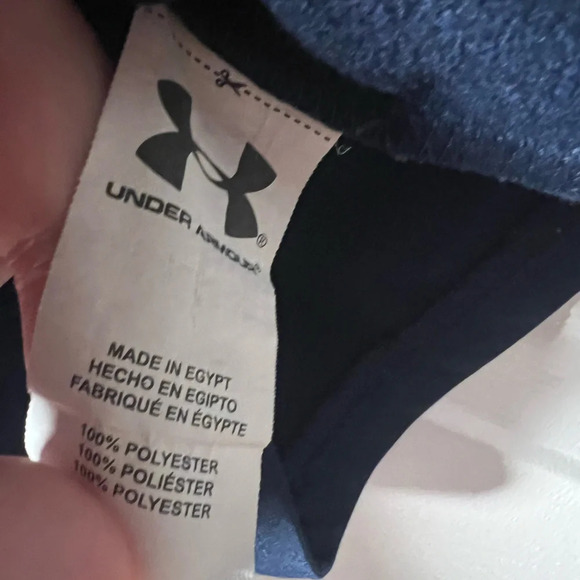 UNDER ARMOUR®
MADE IN EGYPT
HECHO EN EGIPTO
FABRIQUÉ EN ÉGYPTE
100% POLYESTER
100% POLIÉSTER
100% POLYESTER